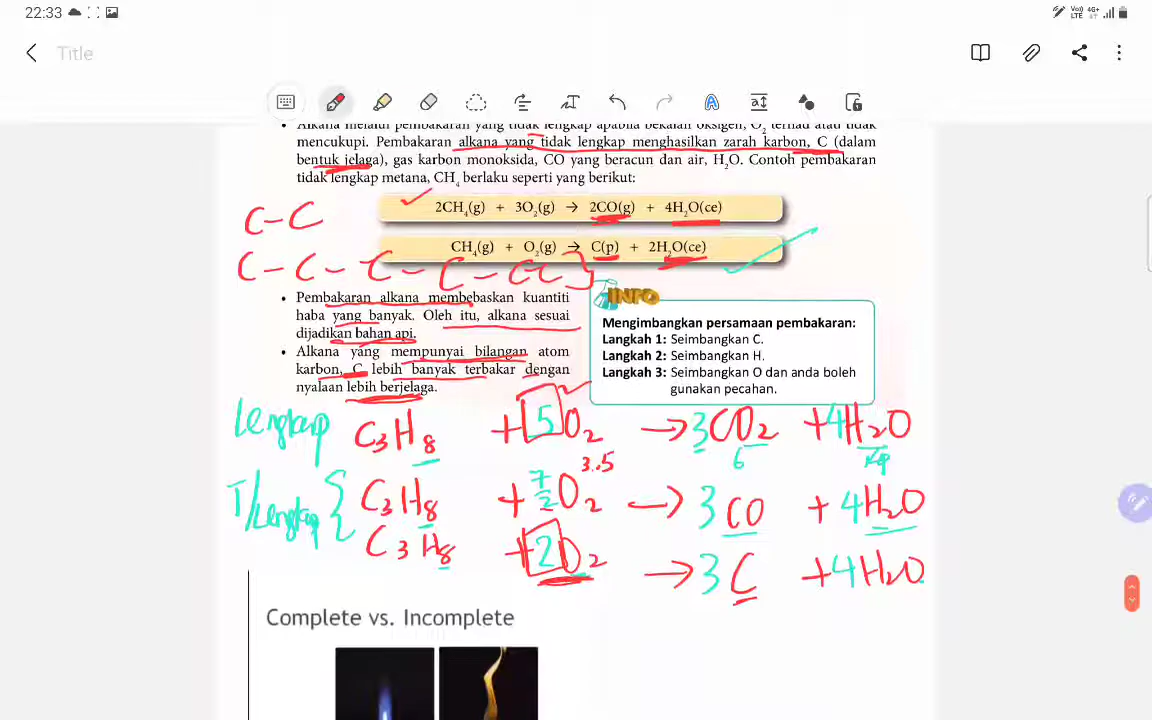 22:33
VoD LTE 4G+
Title
Alkana melalui pembakaran yang tidak lengkap apabila bekalan oksigen, O₂ terhad atau tidak
mencukupi. Pembakaran alkana yang tidak lengkap menghasilkan zarah karbon, C (dalam
bentuk jelaga), gas karbon monoksida, CO yang beracun dan air, H₂O. Contoh pembakaran
tidak lengkap metana, CH₄ berlaku seperti yang berikut:
2CH₄(g) + 3O₂(g) → 2CO(g) + 4H₂O(ce)
C-C
CH₄(g) + O₂(g) → C(p) + 2H₂O(ce)
C-C-C-C-CC}
• Pembakaran alkana membebaskan kuantiti
haba yang banyak. Oleh itu, alkana sesuai
dijadikan bahan api.
• Alkana yang mempunyai bilangan atom
karbon, C lebih banyak terbakar dengan
nyalaan lebih berjelaga.
INFO
Mengimbangkan persamaan pembakaran:
Langkah 1: Seimbangkan C.
Langkah 2: Seimbangkan H.
Langkah 3: Seimbangkan O dan anda boleh
gunakan pecahan.
Lengkap C₃H₈ + 5O₂ → 3CO₂ + 4H₂O
3.5 6
T/Lengkap { C₃H₈ + 7/2 O₂ → 3CO + 4H₂O
C₃H₈ + 2O₂ → 3C + 4H₂O
Complete vs. Incomplete